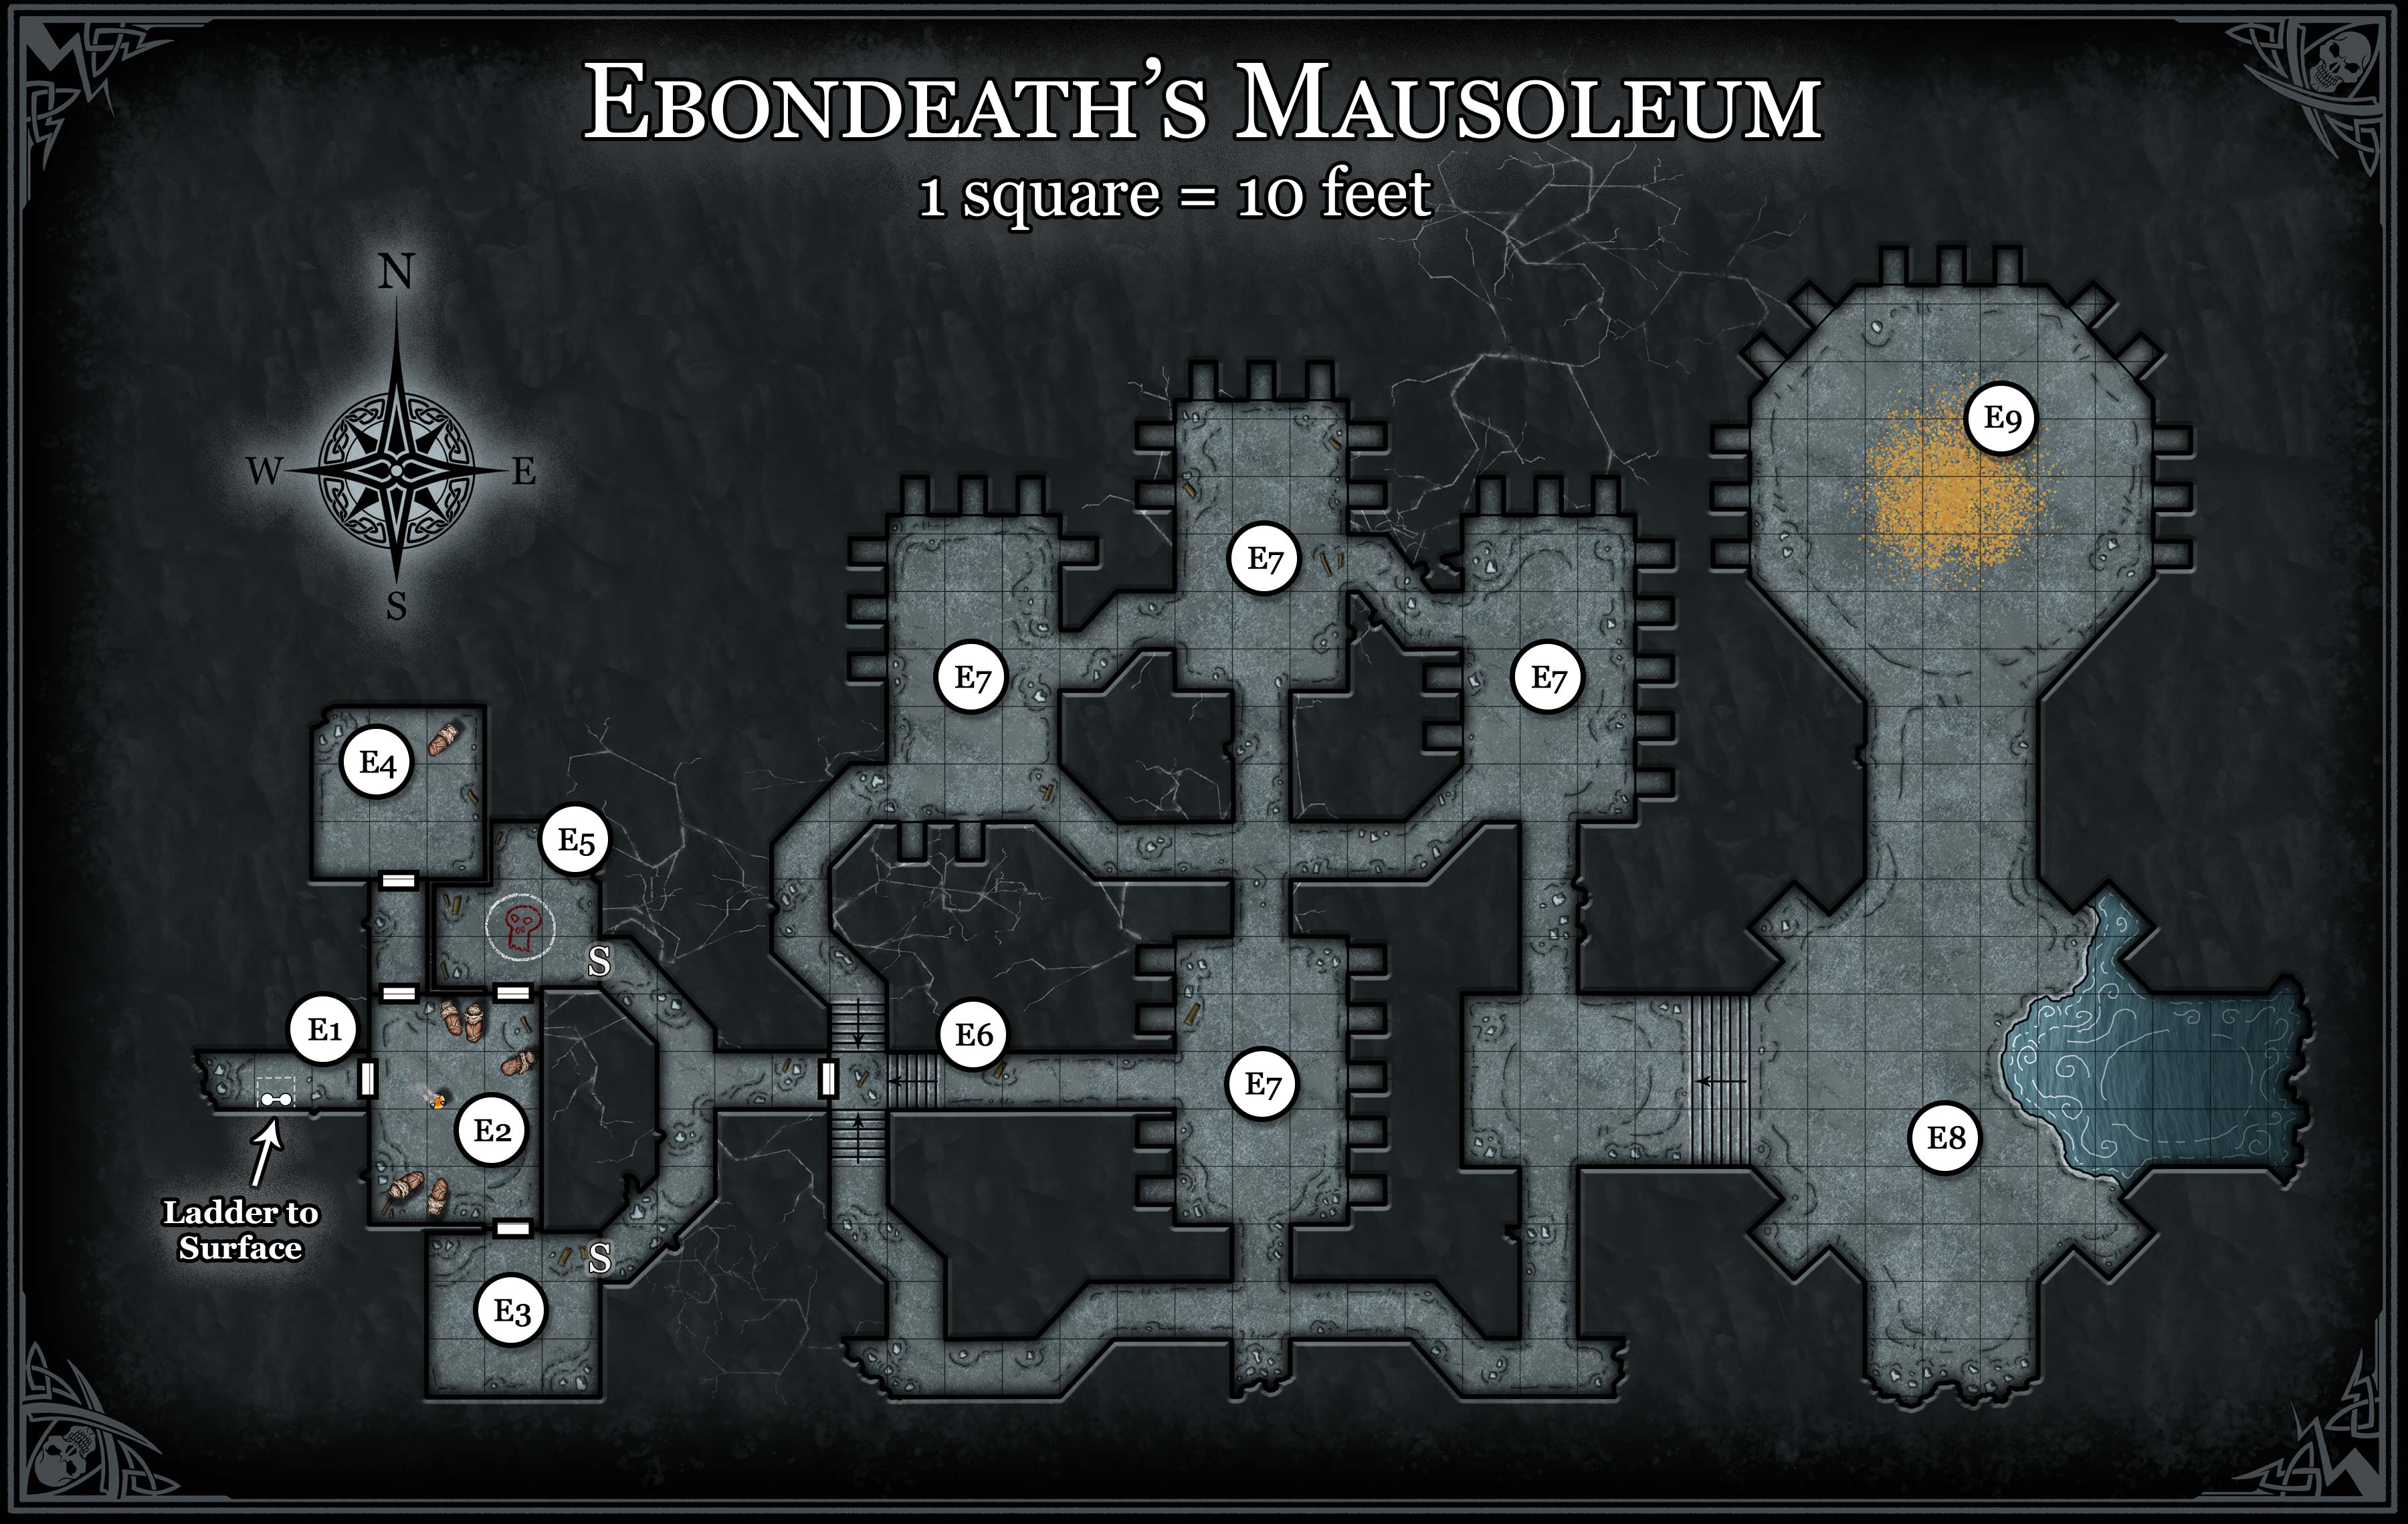 EBONDEATH'S MAUSOLEUM
1 square = 10 feet
N
W
E
S
E9
E7
E7
E7
E4
E5
S
E1
E6
E7
E2
E8
Ladder to
Surface
S
E3